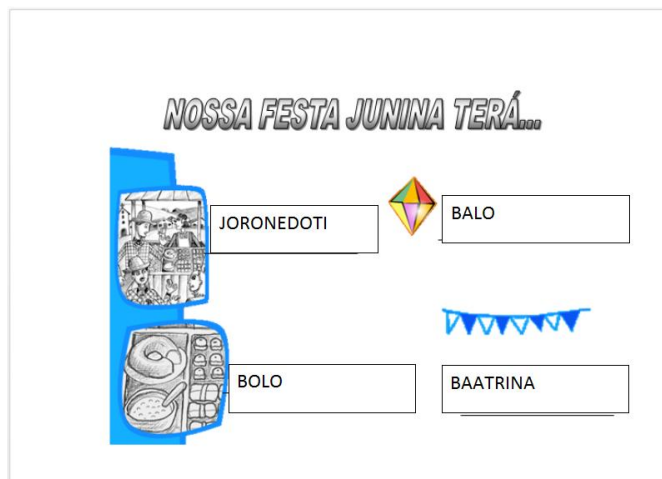 NOSSA FESTA JUNINA TERÁ...
JORONEDOTI
BALO
BOLO
BAATRINA